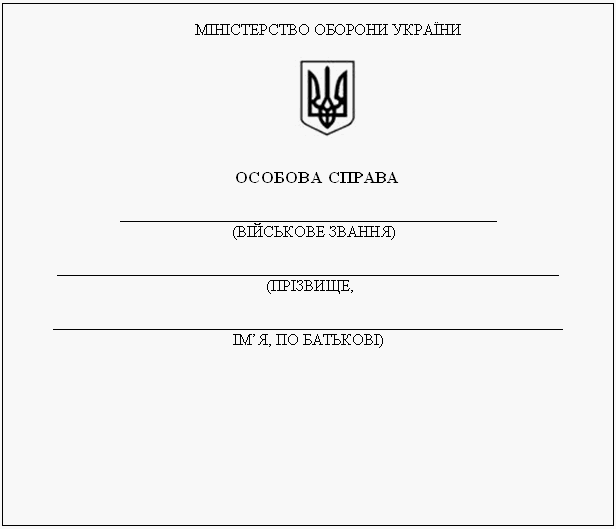 МІНІСТЕРСТВО ОБОРОНИ УКРАЇНИ
ОСОБОВА СПРАВА
(ВІЙСЬКОВЕ ЗВАННЯ)
(ПРІЗВИЩЕ,
ІМ’Я, ПО БАТЬКОВІ)